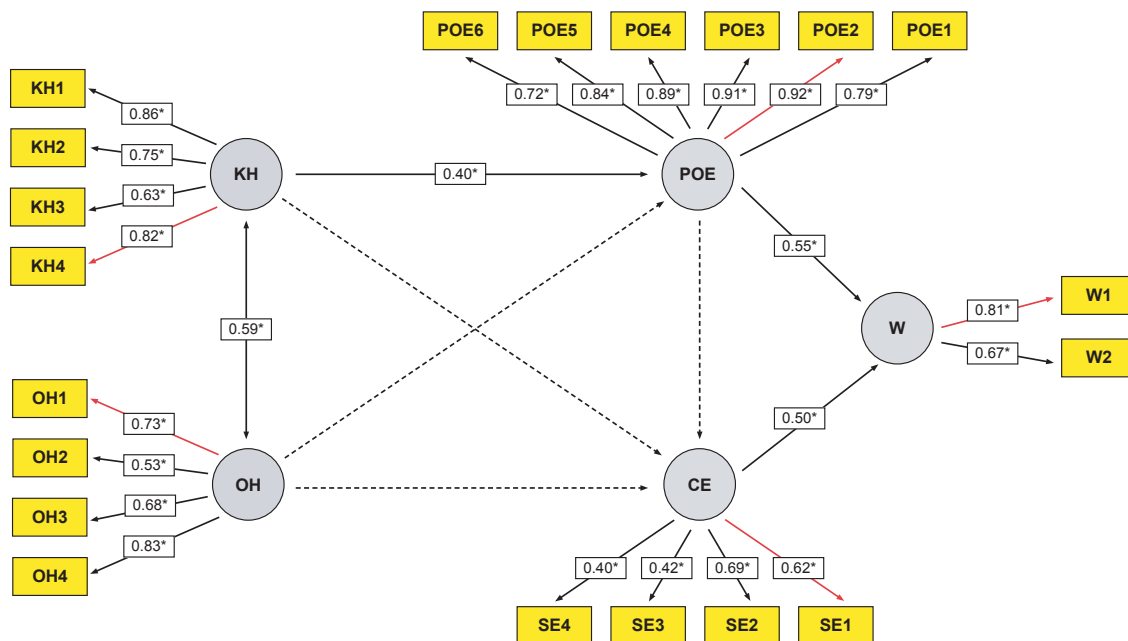 POE6 POE5 POE4 POE3 POE2 POE1
0.72* 0.84* 0.89* 0.91* 0.92* 0.79*
KH1
0.86*
KH2
0.75*
KH3
0.63*
KH4
0.82*
KH
0.40*
POE
0.59*
0.55*
W
0.81*
W1
0.67*
W2
OH1
0.73*
OH2
0.53*
OH3
0.68*
OH4
0.83*
OH
0.50*
CE
0.40* 0.42* 0.69* 0.62*
SE4 SE3 SE2 SE1